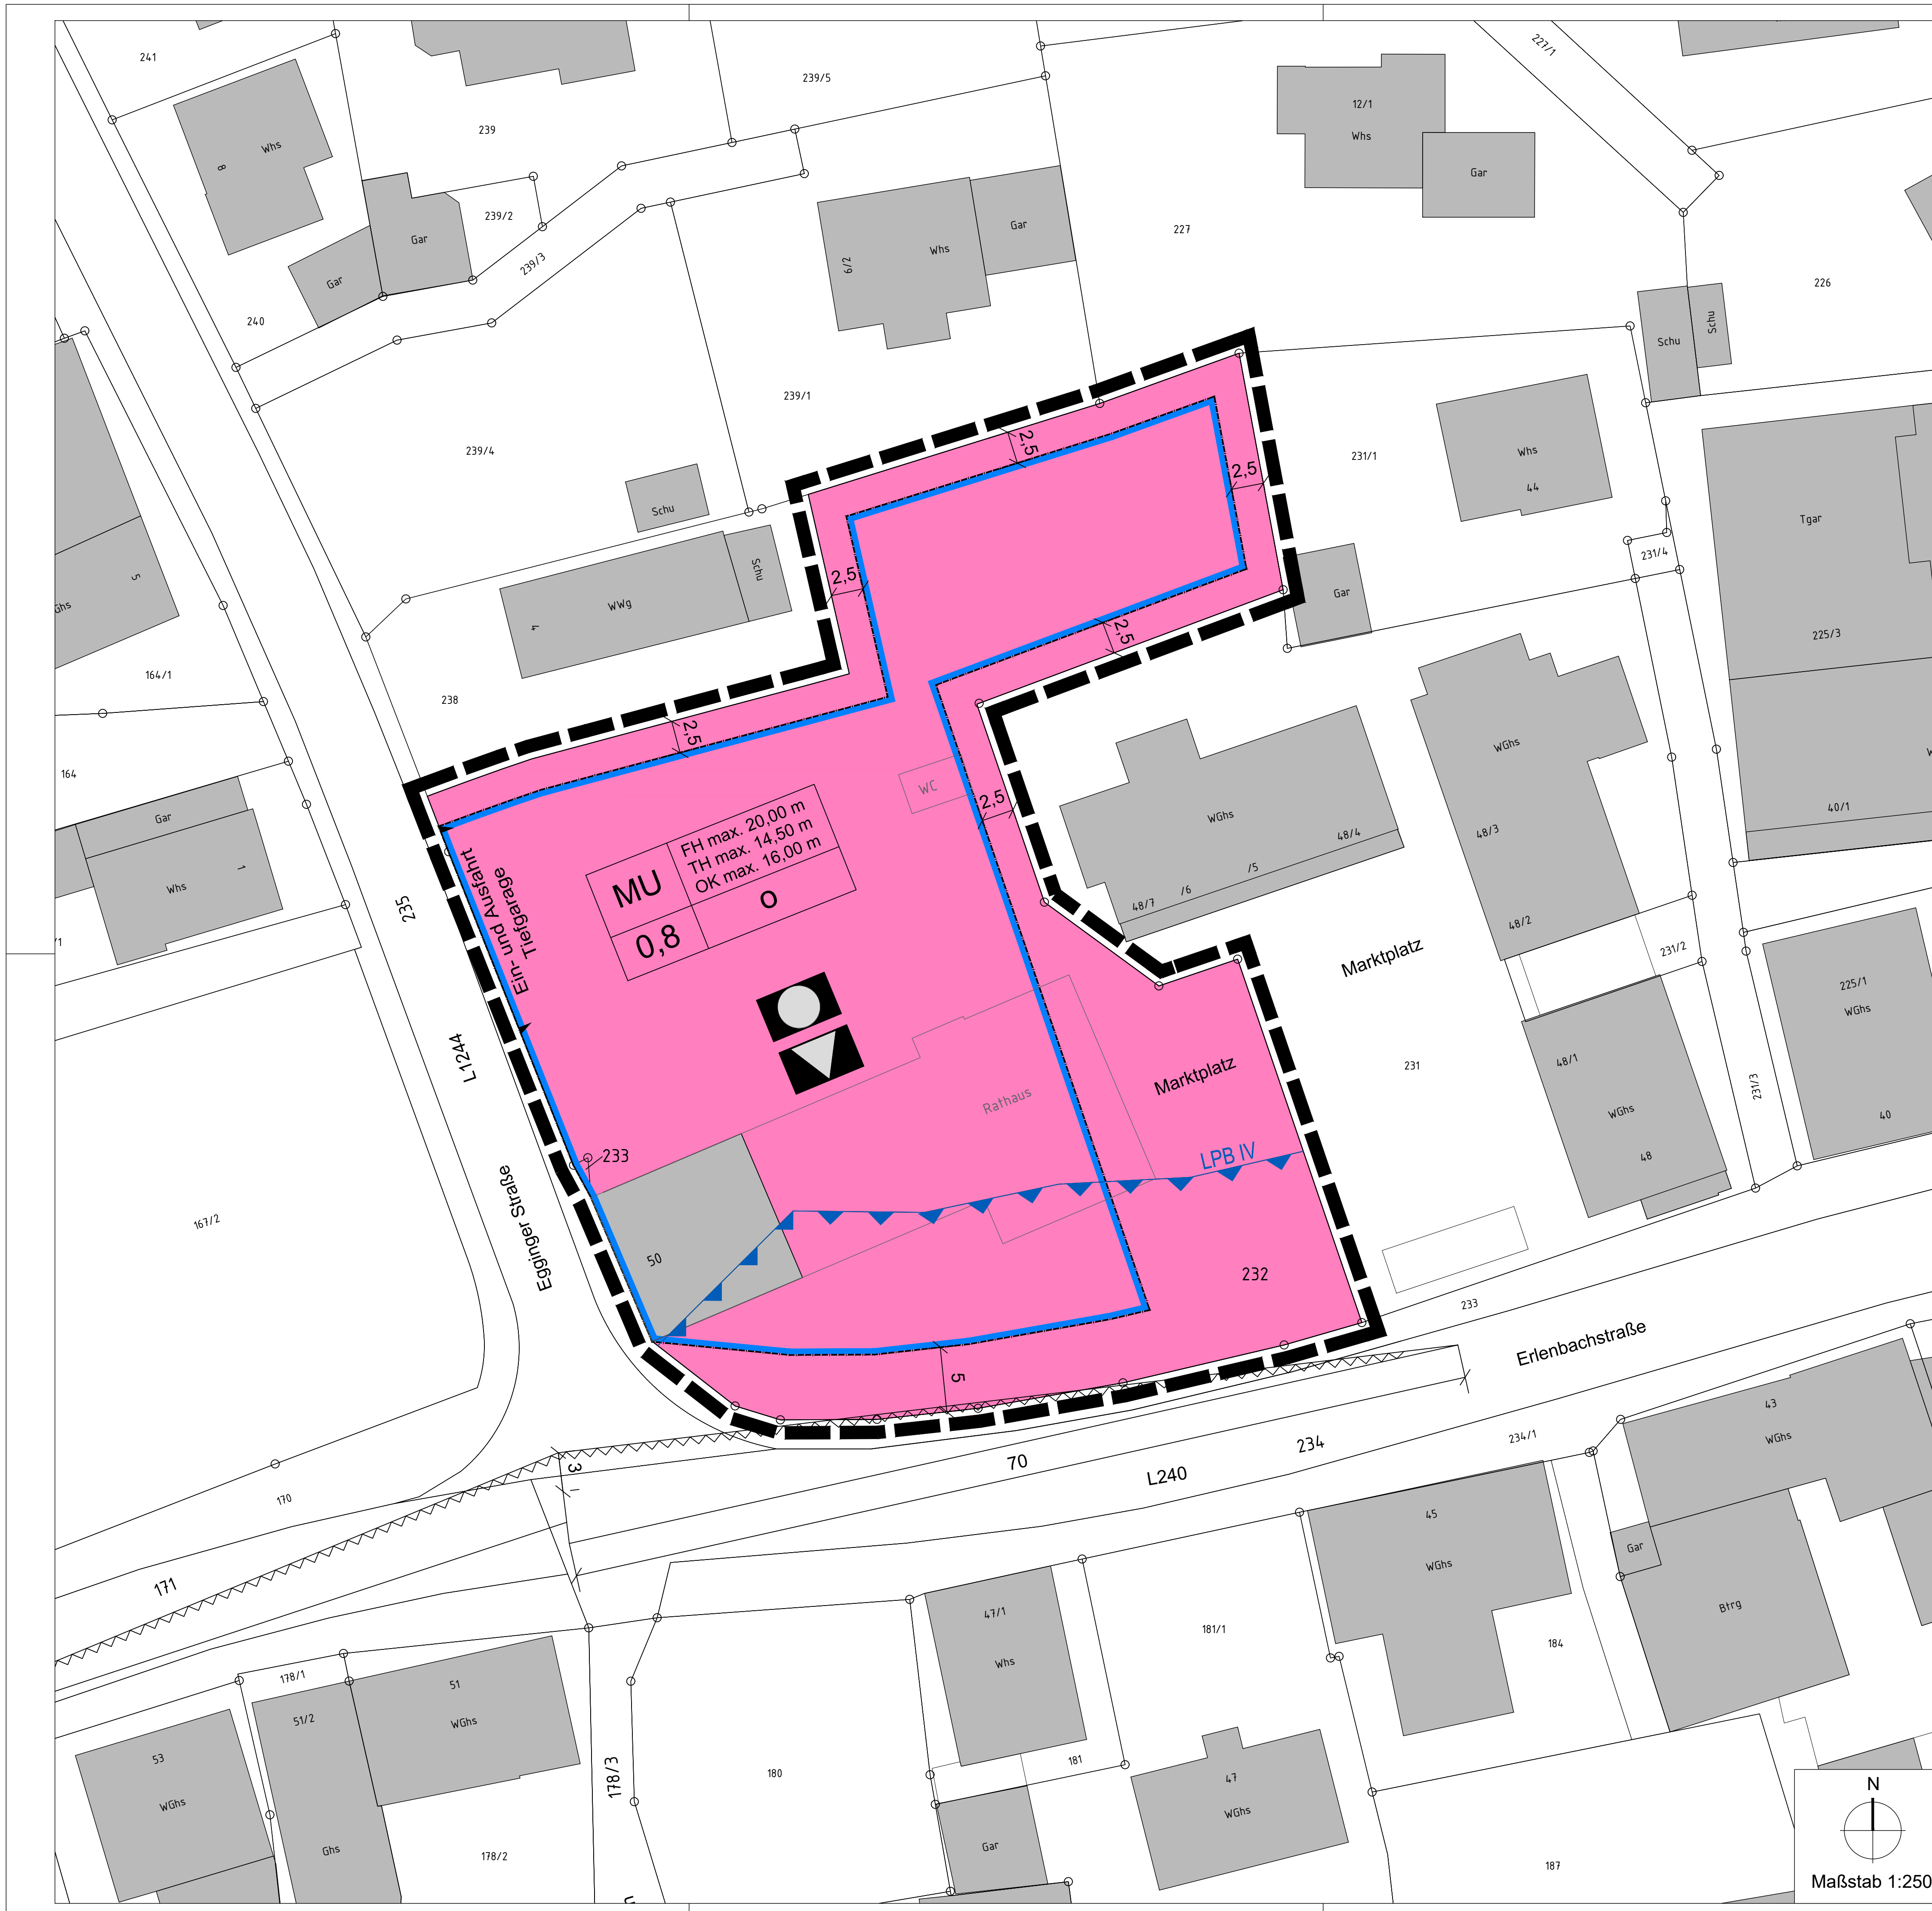 241
239/5
227/1
12/1
Whs
Gar
8
Whs
239
239/2
Gar
Gar
239/3
240
6/2
Whs
Gar
227
226
Schu
Schu
239/1
239/4
2,5
2,5
231/1
Whs
44
Tgar
231/4
225/3
Schu
Schu
WWg
4
2,5
Gar
2,5
5
Ghs
164/1
238
2,5
WC
2,5
164
Gar
Whs
1
/1
WGhs
48/4
/5
/6
48/7
WGhs
48/3
48/2
40/1
FH max. 20,00 m
TH max. 14,50 m
OK max. 16,00 m
MU
0,8
o
Ein- und Ausfahrt
Tiefgarage
235
L1244
Egginger Straße
Marktplatz
231/2
225/1
WGhs
40
231/3
48/1
WGhs
48
231
Marktplatz
Rathaus
233
LPB IV
50
232
167/2
5
233
Erlenbachstraße
3
70
L240
234
234/1
43
WGhs
170
171
45
WGhs
Gar
Btrg
184
181/1
47/1
Whs
181
47
WGhs
Gar
180
178/3
178/1
51
WGhs
51/2
Ghs
53
WGhs
178/2
187
N
Maßstab 1:250